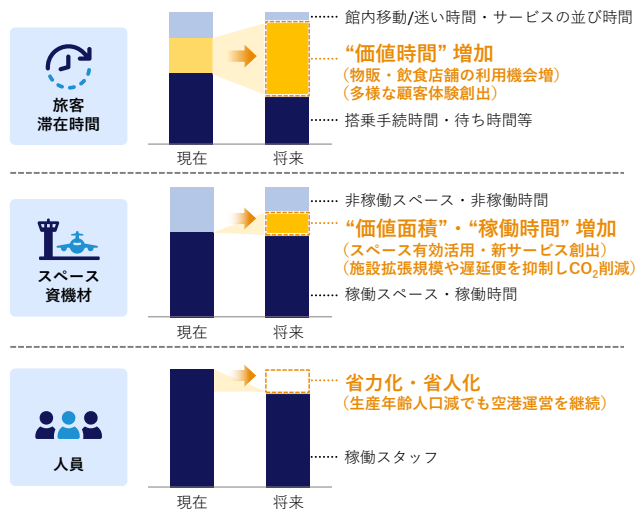 旅客
滞在時間
館内移動/迷い時間・サービスの並び時間
“価値時間” 増加
（物販・飲食店舗の利用機会増）
（多様な顧客体験創出）
搭乗手続時間・待ち時間等
現在
将来
スペース
資機材
非稼働スペース・非稼働時間
“価値面積”・“稼働時間” 増加
（スペース有効活用・新サービス創出）
（施設拡張規模や遅延便を抑制しCO₂削減）
稼働スペース・稼働時間
現在
将来
人員
省力化・省人化
（生産年齢人口減でも空港運営を継続）
稼働スタッフ
現在
将来